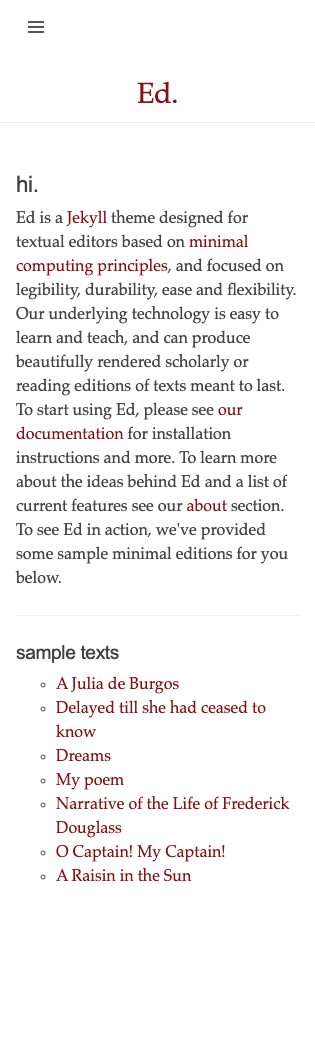 Ed.
hi.
Ed is a Jekyll theme designed for
textual editors based on minimal
computing principles, and focused on
legibility, durability, ease and flexibility.
Our underlying technology is easy to
learn and teach, and can produce
beautifully rendered scholarly or
reading editions of texts meant to last.
To start using Ed, please see our
documentation for installation
instructions and more. To learn more
about the ideas behind Ed and a list of
current features see our about section.
To see Ed in action, we've provided
some sample minimal editions for you
below.
sample texts
A Julia de Burgos
Delayed till she had ceased to
know
Dreams
My poem
Narrative of the Life of Frederick
Douglass
O Captain! My Captain!
A Raisin in the Sun